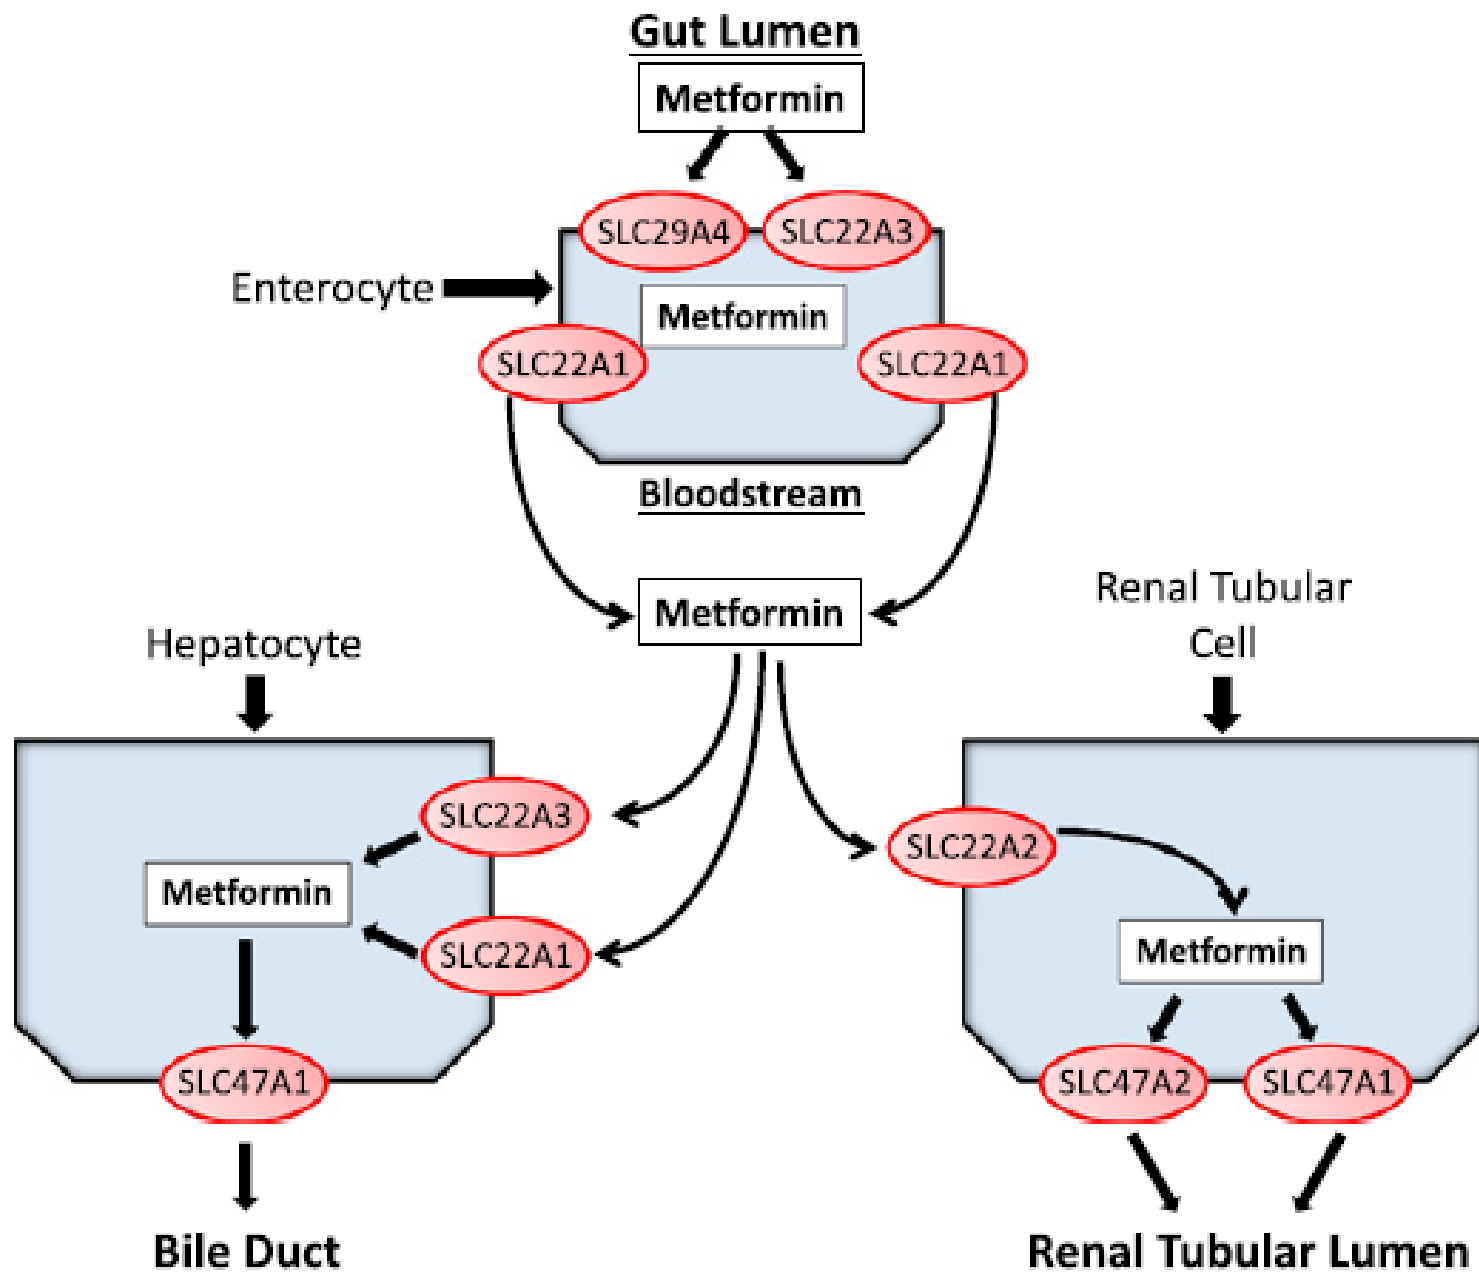 Gut Lumen
Metformin
SLC29A4
SLC22A3
Enterocyte
Metformin
SLC22A1
SLC22A1
Bloodstream
Metformin
Renal Tubular
Cell
Hepatocyte
SLC22A3
SLC22A2
Metformin
SLC22A1
Metformin
SLC47A1
SLC47A2
SLC47A1
Bile Duct
Renal Tubular Lumen